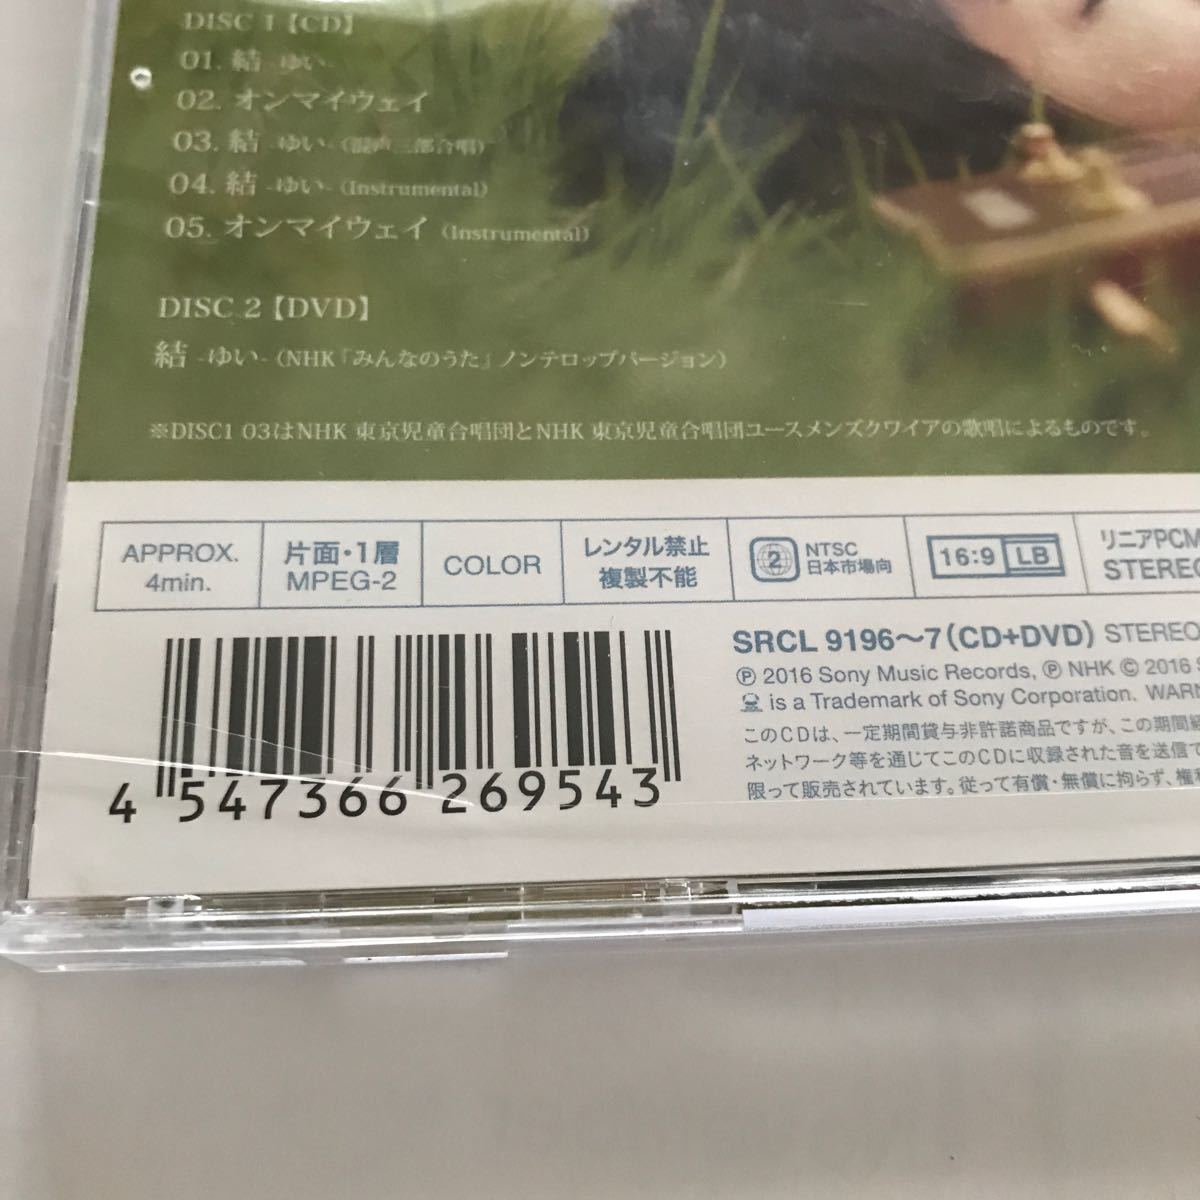 DISC 1【CD】
01. 結 -ゆい-
02. オンマイウェイ
03. 結 -ゆい-（混声三部合唱）
04. 結 -ゆい-（Instrumental）
05. オンマイウェイ（Instrumental）
DISC 2【DVD】
結 -ゆい-（NHK『みんなのうた』ノンテロップバージョン）
※DISC1 03はNHK 東京児童合唱団とNHK 東京児童合唱団ユースメンズクワイアの歌唱によるものです。
APPROX. 4min.
片面・1層 MPEG-2
COLOR
レンタル禁止 複製不能
2 NTSC 日本市場向
16:9 LB
リニアPCM STEREO
SRCL 9196〜7（CD+DVD） STEREO
Ⓟ 2016 Sony Music Records, Ⓟ NHK © 2016
is a Trademark of Sony Corporation. WARN
このCDは、一定期間貸与非許諾商品ですが、この期間経
ネットワーク等を通じてこのCDに収録された音を送信で
限って販売されています。従って有償・無償に拘らず、権利
4 547366 269543